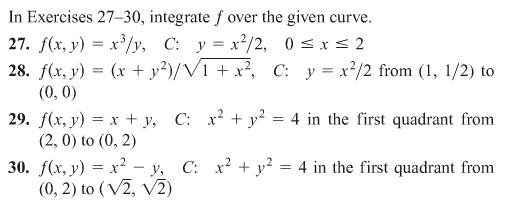 In Exercises 27–30, integrate f over the given curve.
27. f(x, y) = x³/y, C: y = x²/2, 0 ≤ x ≤ 2
28. f(x, y) = (x + y²)/√1 + x², C: y = x²/2 from (1, 1/2) to
(0, 0)
29. f(x, y) = x + y, C: x² + y² = 4 in the first quadrant from
(2, 0) to (0, 2)
30. f(x, y) = x² − y, C: x² + y² = 4 in the first quadrant from
(0, 2) to (√2, √2)